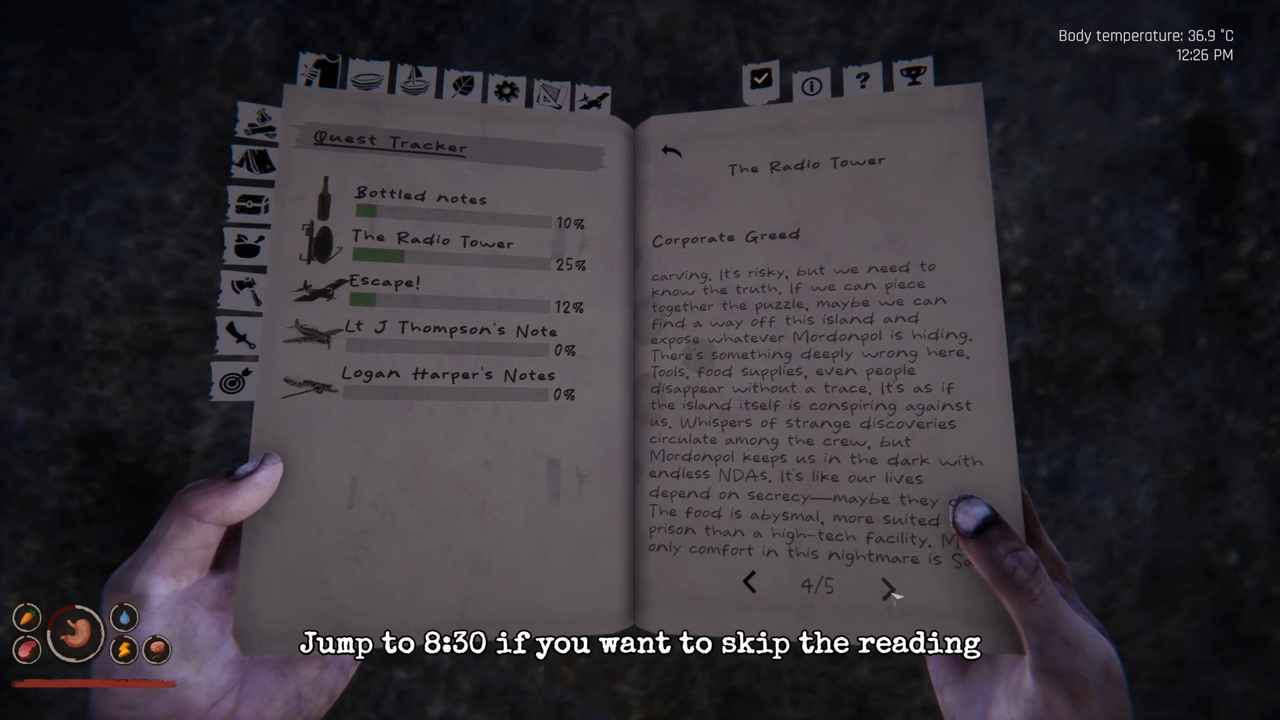 Body temperature: 36.9 °C
12:26 PM
Quest Tracker
Bottled notes
10%
The Radio Tower
25%
Escape!
12%
Lt J Thompson's Note
0%
Logan Harper's Notes
0%
The Radio Tower
Corporate Greed
carving. It's risky, but we need to
know the truth. If we can piece
together the puzzle, maybe we can
find a way off this island and
expose whatever Mordonpol is hiding.
There's something deeply wrong here.
Tools, food supplies, even people
disappear without a trace. It's as if
the island itself is conspiring against
us. Whispers of strange discoveries
circulate among the crew, but
Mordonpol keeps us in the dark with
endless NDAs. It's like our lives
depend on secrecy—maybe they
The food is abysmal, more suited
prison than a high-tech facility.
only comfort in this nightmare is
4/5
Jump to 8:30 if you want to skip the reading